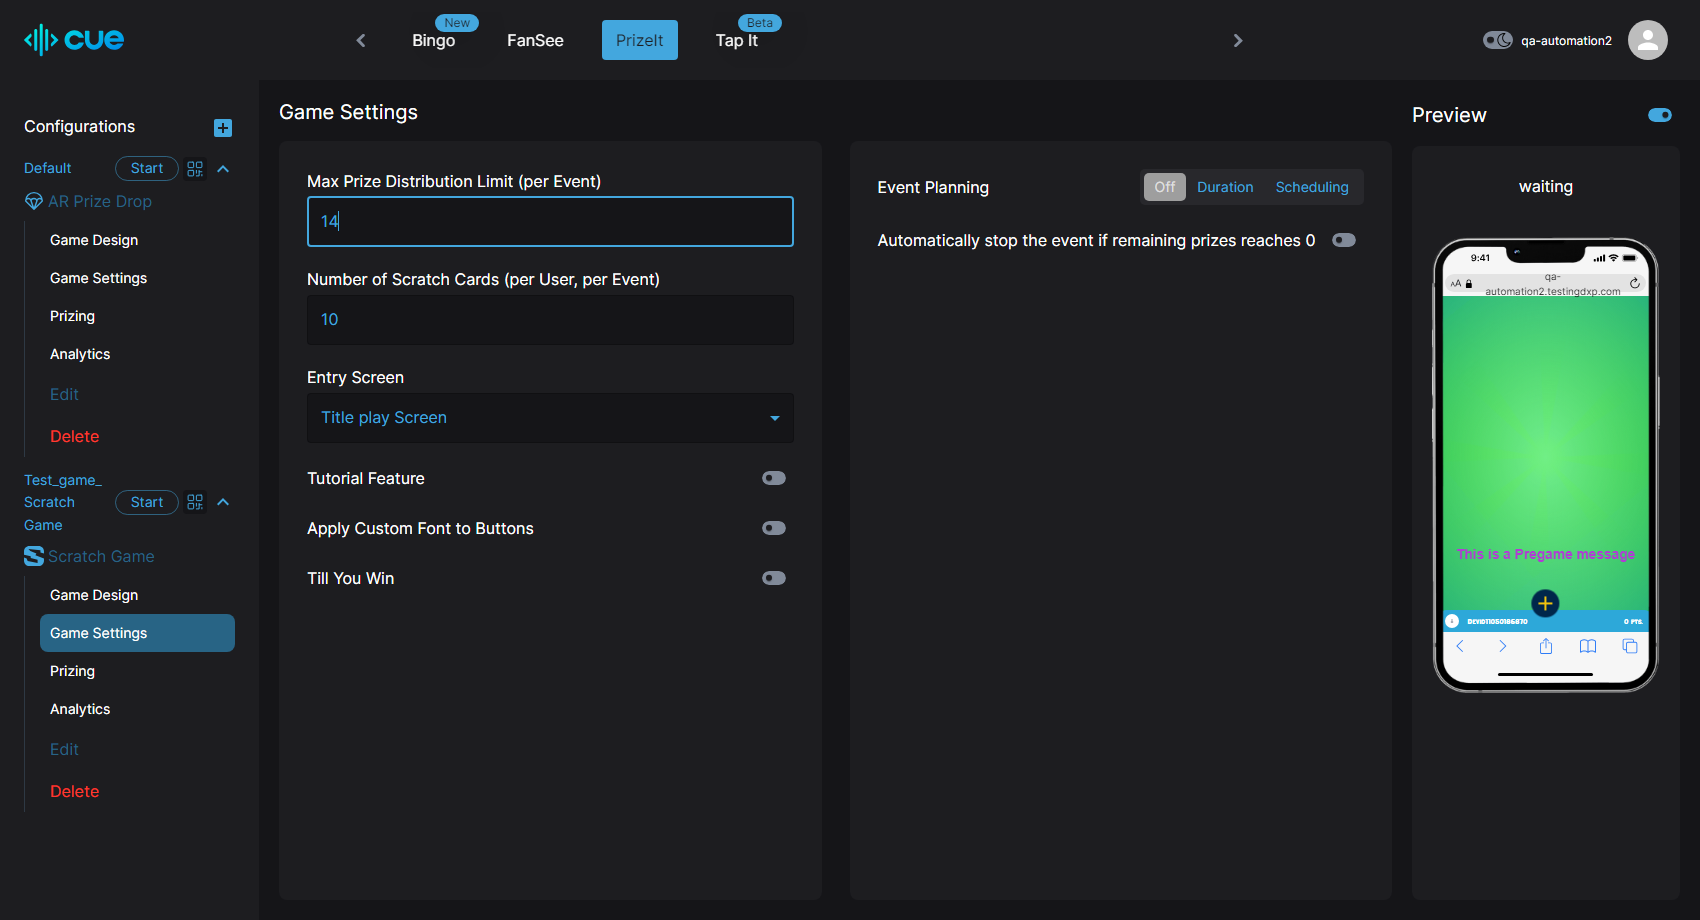 cue
New
Bingo
FanSee
PrizeIt
Beta
Tap It
qa-automation2
Configurations
Default
Start
AR Prize Drop
Game Design
Game Settings
Prizing
Analytics
Edit
Delete
Test_game_
Scratch
Game
Start
Scratch Game
Game Design
Game Settings
Prizing
Analytics
Edit
Delete
Game Settings
Max Prize Distribution Limit (per Event)
14
Number of Scratch Cards (per User, per Event)
10
Entry Screen
Title play Screen
Tutorial Feature
Apply Custom Font to Buttons
Till You Win
Event Planning
Off
Duration
Scheduling
Automatically stop the event if remaining prizes reaches 0
Preview
waiting
9:41
AA
qa-
automation2.testingdxp.com
This is a Pregame message
0 PTS.